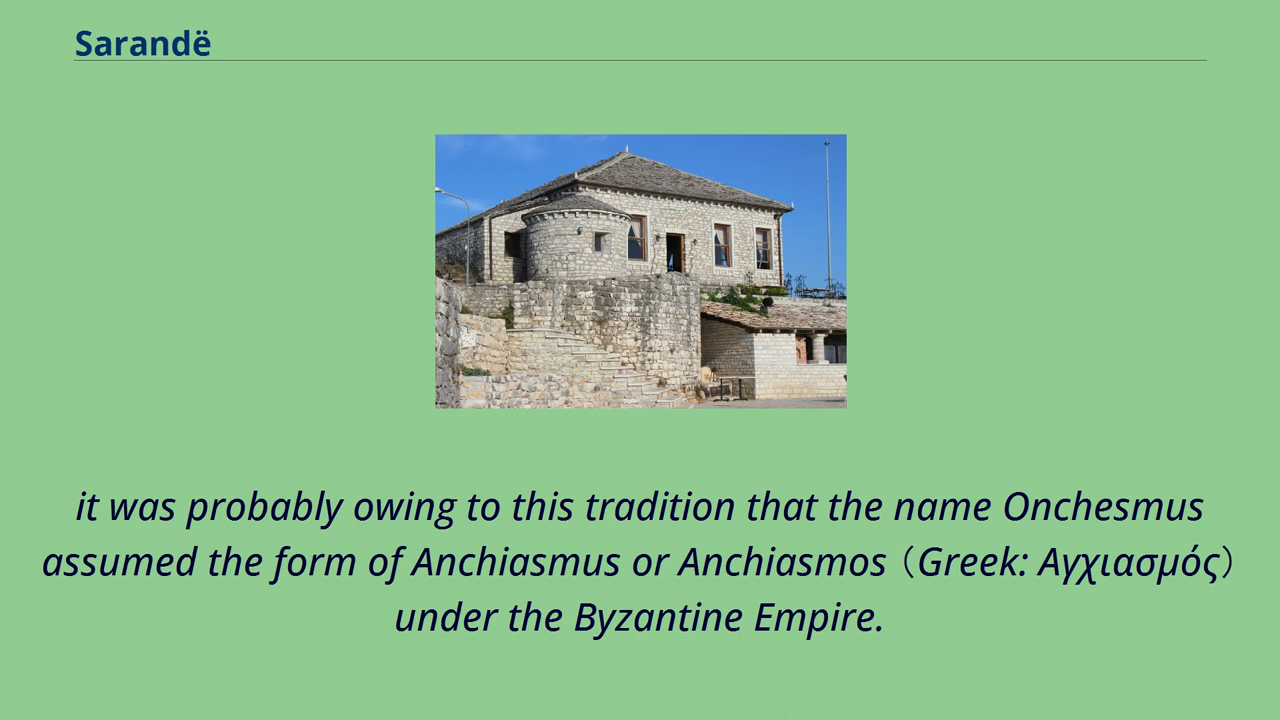 Sarandë
it was probably owing to this tradition that the name Onchesmus
assumed the form of Anchiasmus or Anchiasmos（Greek: Αγχιασμός）
under the Byzantine Empire.